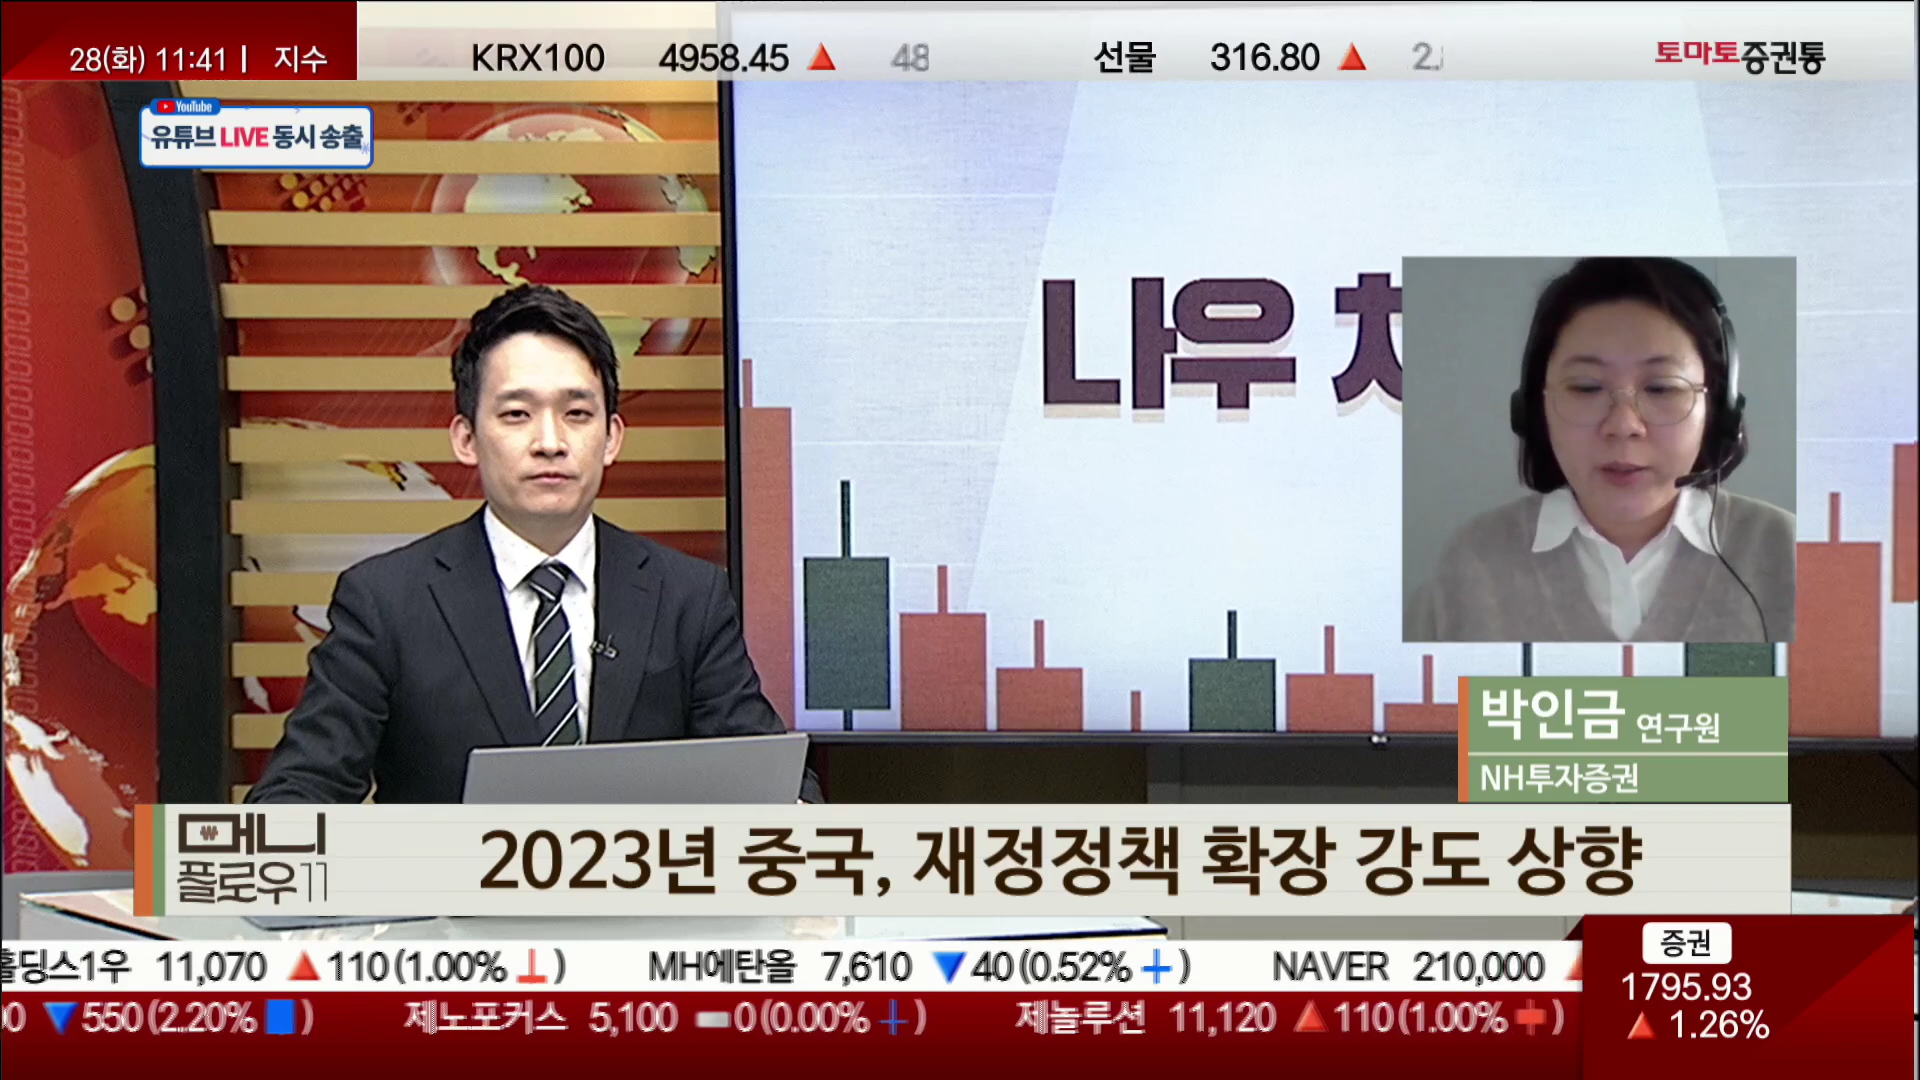 28(화) 11:41 | 지수 KRX100 4958.45 ▲ 48 선물 316.80 ▲ 토마토증권통
YouTube
유튜브 LIVE 동시 송출
나우
박인금 연구원
NH투자증권
머니
플로우11
2023년 중국, 재정정책 확장 강도 상향
홀딩스1우 11,070 ▲110(1.00%) MH에탄올 7,610 ▼40(0.52%) NAVER 210,000
▼550(2.20%) 제노포커스 5,100 0(0.00%) 제놀루션 11,120 ▲110(1.00%)
증권
1795.93
▲ 1.26%